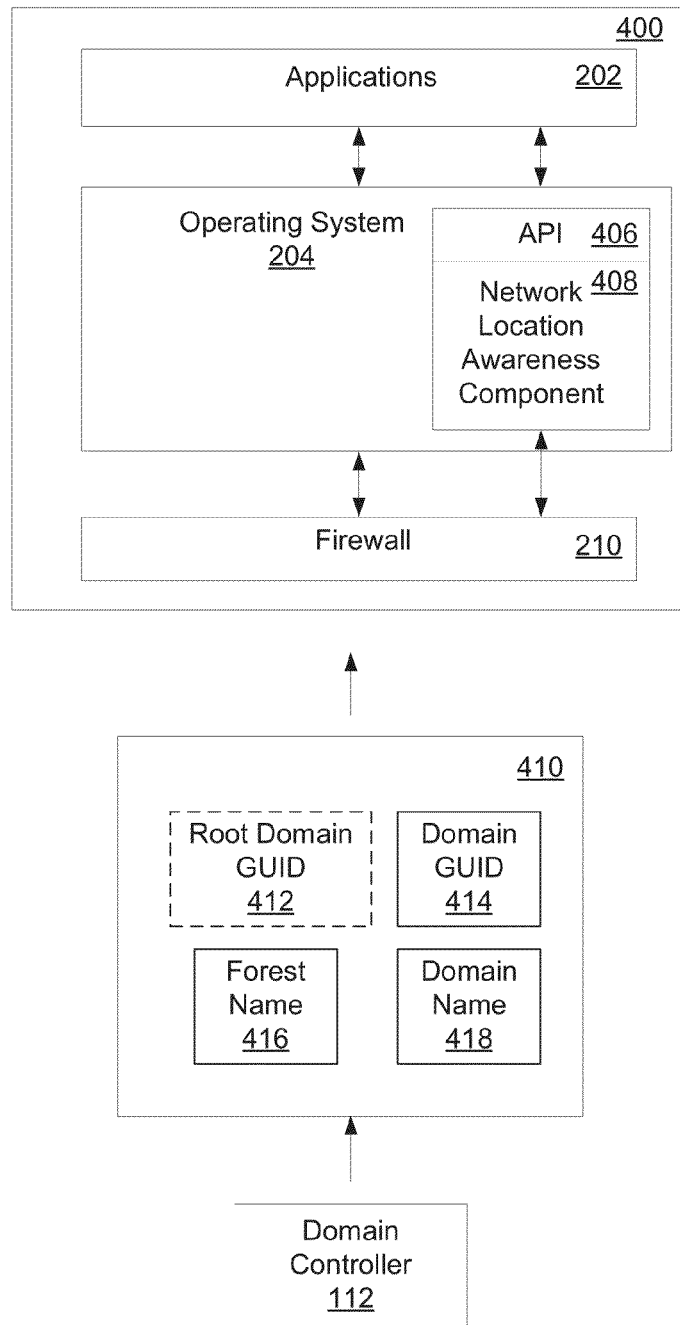 400
Applications 202
Operating System
204
API 406
408
Network
Location
Awareness
Component
Firewall 210
410
Root Domain
GUID
412
Domain
GUID
414
Forest
Name
416
Domain
Name
418
Domain
Controller
112